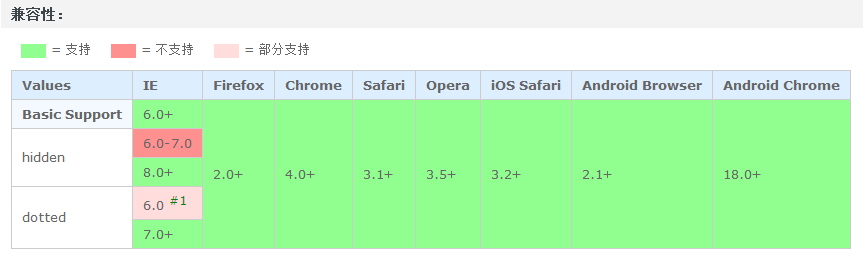 兼容性：
= 支持 = 不支持 = 部分支持
Values IE Firefox Chrome Safari Opera iOS Safari Android Browser Android Chrome
Basic Support 6.0+
hidden 6.0-7.0
8.0+
2.0+ 4.0+ 3.1+ 3.5+ 3.2+ 2.1+ 18.0+
dotted 6.0 #1
7.0+